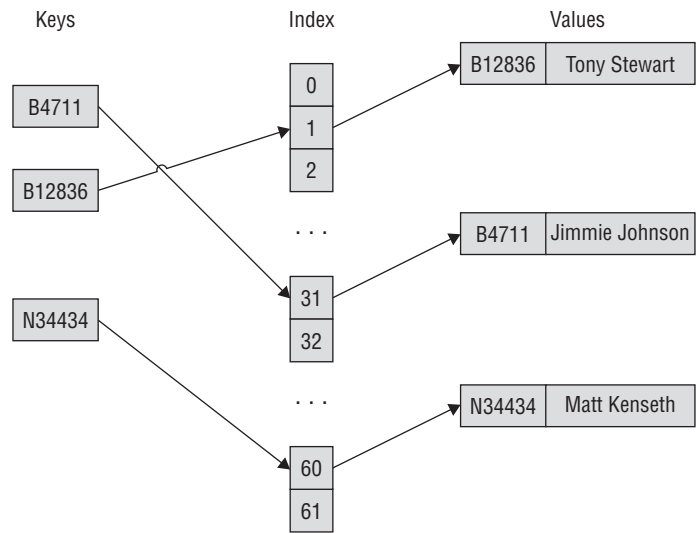 Keys Index Values
B12836 Tony Stewart
0
B4711
1
2
B12836
. . .
B4711 Jimmie Johnson
31
N34434
32
. . .
N34434 Matt Kenseth
60
61